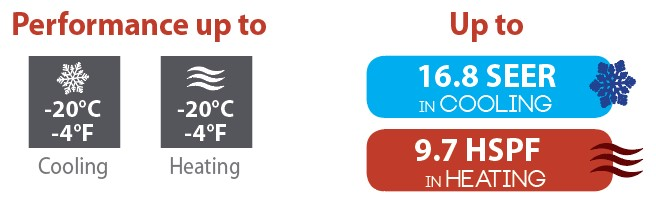 Performance up to
-20°C
-4°F
Cooling
-20°C
-4°F
Heating
Up to
16.8 SEER
IN COOLING
9.7 HSPF
IN HEATING